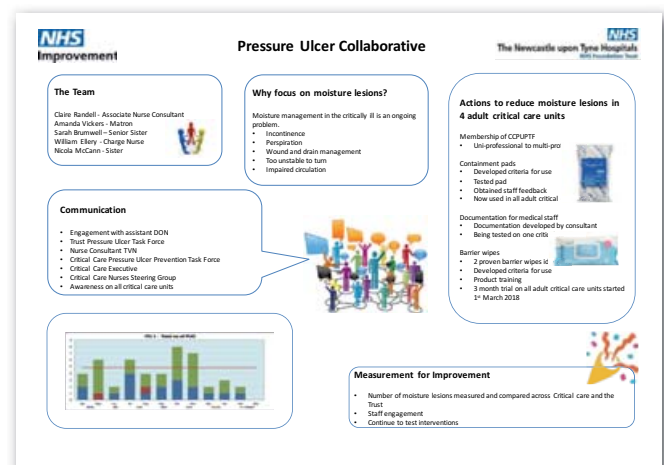 NHS
Improvement
Pressure Ulcer Collaborative
NHS
The Newcastle upon Tyne Hospitals
NHS Foundation Trust
The Team
Claire Randell - Associate Nurse Consultant
Amanda Vickers - Matron
Sarah Brumwell – Senior Sister
William Ellery - Charge Nurse
Nicola McCann - Sister
Why focus on moisture lesions?
Moisture management in the critically ill is an ongoing
problem.
• Incontinence
• Perspiration
• Wound and drain management
• Too unstable to turn
• Impaired circulation
Communication
• Engagement with assistant DON
• Trust Pressure Ulcer Task Force
• Nurse Consultant TVN
• Critical Care Pressure Ulcer Prevention Task Force
• Critical Care Executive
• Critical Care Nurses Steering Group
• Awareness on all critical care units
Actions to reduce moisture lesions in
4 adult critical care units
Membership of CCPUPTF
• Uni-professional to multi-pro
Containment pads
• Developed criteria for use
• Tested pad
• Obtained staff feedback
• Now used in all adult critical
Documentation for medical staff
• Documentation developed by consultant
• Being tested on one critic
Barrier wipes
• 2 proven barrier wipes id
• Developed criteria for use
• Product training
• 3 month trial on all adult critical care units started
1st March 2018
Measurement for Improvement
• Number of moisture lesions measured and compared across Critical care and the
Trust
• Staff engagement
• Continue to test interventions